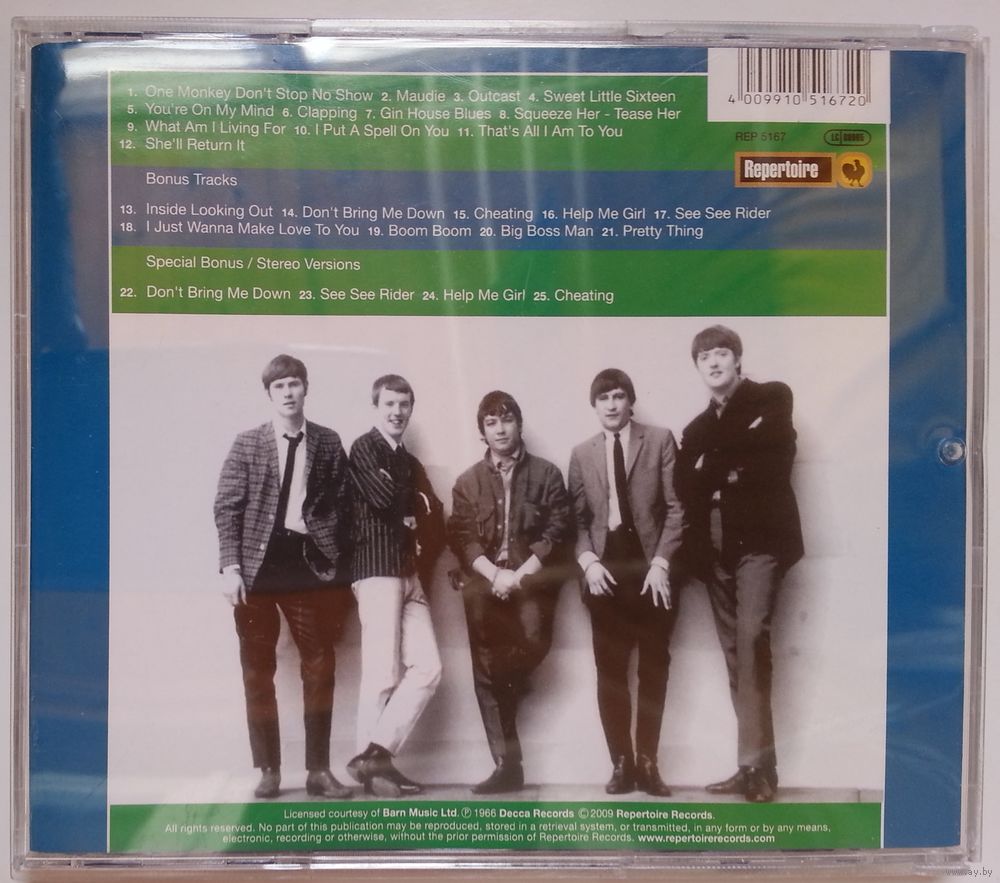 1. One Monkey Don't Stop No Show 2. Maudie 3. Outcast 4. Sweet Little Sixteen
5. You're On My Mind 6. Clapping 7. Gin House Blues 8. Squeeze Her - Tease Her
9. What Am I Living For 10. I Put A Spell On You 11. That's All I Am To You
12. She'll Return It
4 009910 516720
REP 5167
Repertoire
Bonus Tracks
13. Inside Looking Out 14. Don't Bring Me Down 15. Cheating 16. Help Me Girl 17. See See Rider
18. I Just Wanna Make Love To You 19. Boom Boom 20. Big Boss Man 21. Pretty Thing
Special Bonus / Stereo Versions
22. Don't Bring Me Down 23. See See Rider 24. Help Me Girl 25. Cheating
Licensed courtesy of Barn Music Ltd. Ⓟ 1966 Decca Records © 2009 Repertoire Records.
All rights reserved. No part of this publication may be reproduced, stored in a retrieval system, or transmitted, in any form or by any means,
electronic, recording or otherwise, without the prior permission of Repertoire Records. www.repertoirerecords.com
www.ay.by